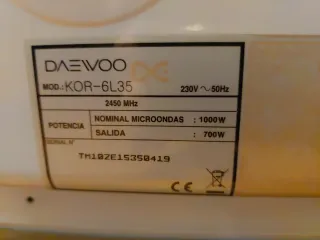 DAEWOO
MOD.: KOR-6L35 230V ~ 50Hz
2450 MHz
POTENCIA
NOMINAL MICROONDAS : 1000W
SALIDA : 700W
SERIAL Nº
TM102E15350419
CE